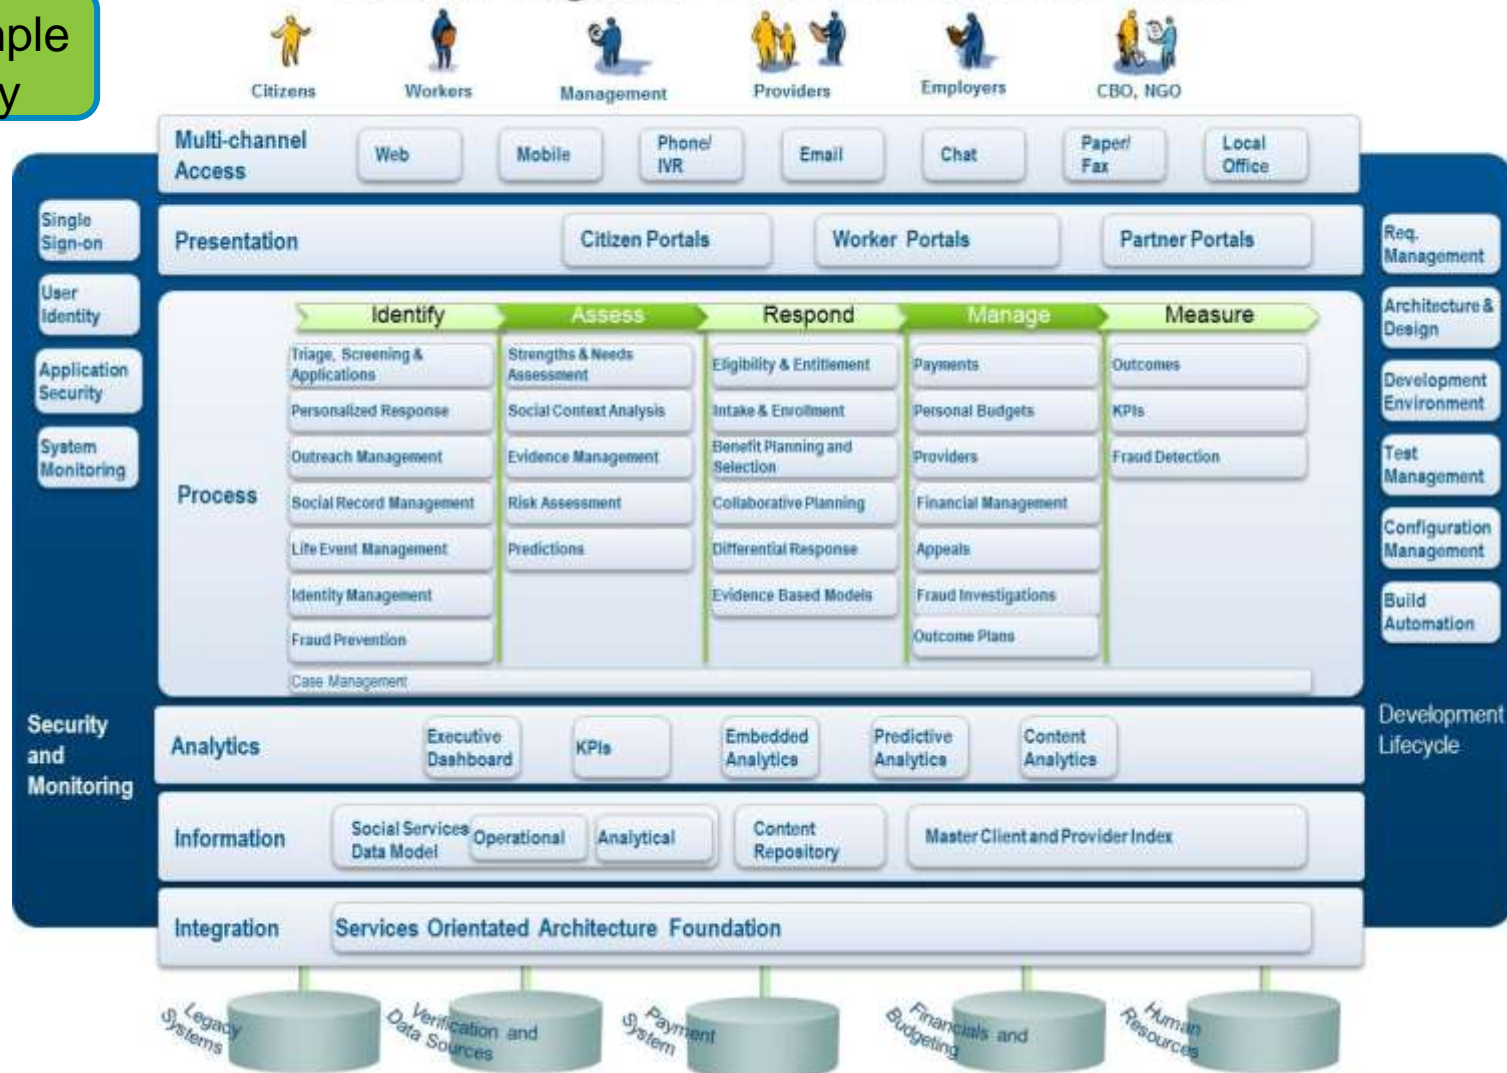 y
Citizens
Workers
Management
Providers
Employers
CBO, NGO
Multi-channel
Access
Web
Mobile
Phone/
IVR
Email
Chat
Paper/
Fax
Local
Office
Single
Sign-on
User
Identity
Application
Security
System
Monitoring
Security
and
Monitoring
Presentation
Citizen Portals
Worker Portals
Partner Portals
Process
Identify
Triage, Screening &
Applications
Personalized Response
Outreach Management
Social Record Management
Life Event Management
Identity Management
Fraud Prevention
Assess
Strengths & Needs
Assessment
Social Context Analysis
Evidence Management
Risk Assessment
Predictions
Respond
Eligibility & Entitlement
Intake & Enrollment
Benefit Planning and
Selection
Collaborative Planning
Differential Response
Evidence Based Models
Manage
Payments
Personal Budgets
Providers
Financial Management
Appeals
Fraud Investigations
Outcome Plans
Measure
Outcomes
KPIs
Fraud Detection
Case Management
Analytics
Executive
Dashboard
KPIs
Embedded
Analytics
Predictive
Analytics
Content
Analytics
Information
Social Services
Data Model
Operational
Analytical
Content
Repository
Master Client and Provider Index
Integration
Services Orientated Architecture Foundation
Req.
Management
Architecture &
Design
Development
Environment
Test
Management
Configuration
Management
Build
Automation
Development
Lifecycle
Legacy
Systems
Verification and
Data Sources
Payment
System
Financials and
Budgeting
Human
Resources